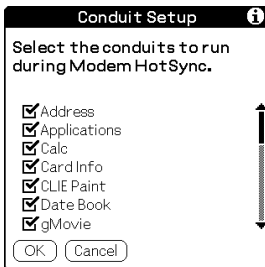 Conduit Setup
Select the conduits to run
during Modem HotSync.
Address
Applications
Calc
Card Info
CLIE Paint
Date Book
gMovie
OK Cancel